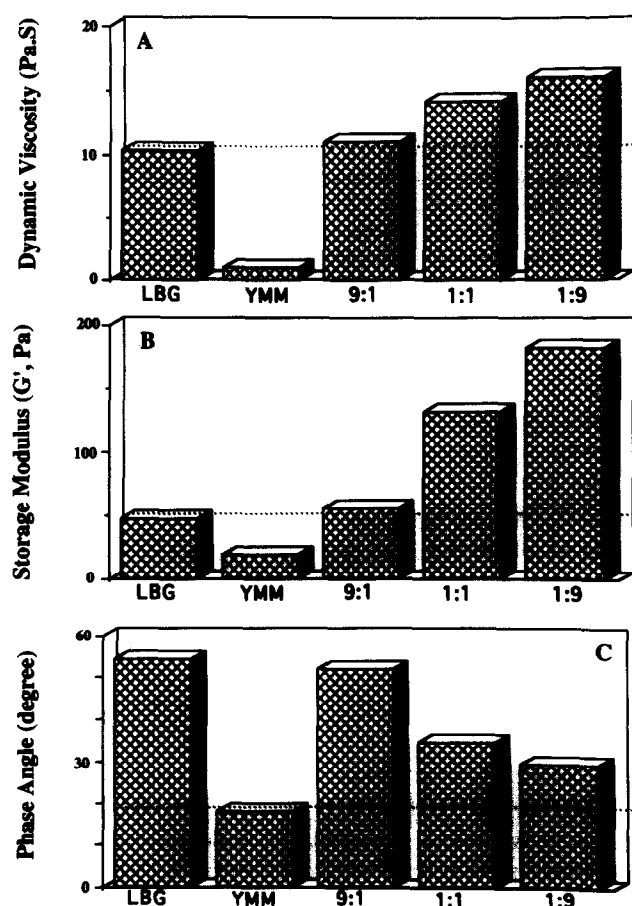 Dynamic Viscosity (Pa.S)
A
20
10
0
LBG YMM 9:1 1:1 1:9
Storage Modulus (G', Pa)
B
200
100
0
LBG YMM 9:1 1:1 1:9
Phase Angle (degree)
C
60
30
0
LBG YMM 9:1 1:1 1:9